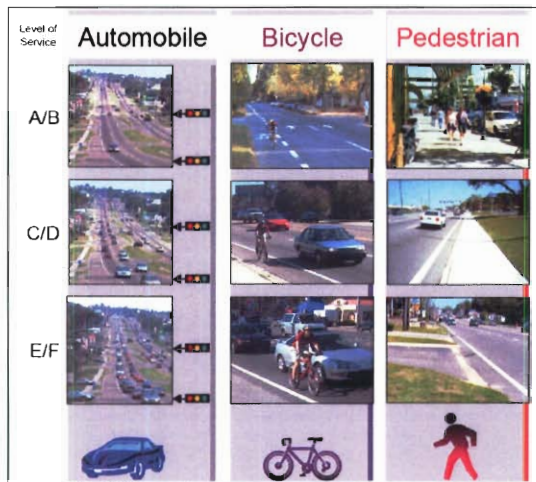 Level of
Service
Automobile
Bicycle
Pedestrian
A/B
C/D
E/F